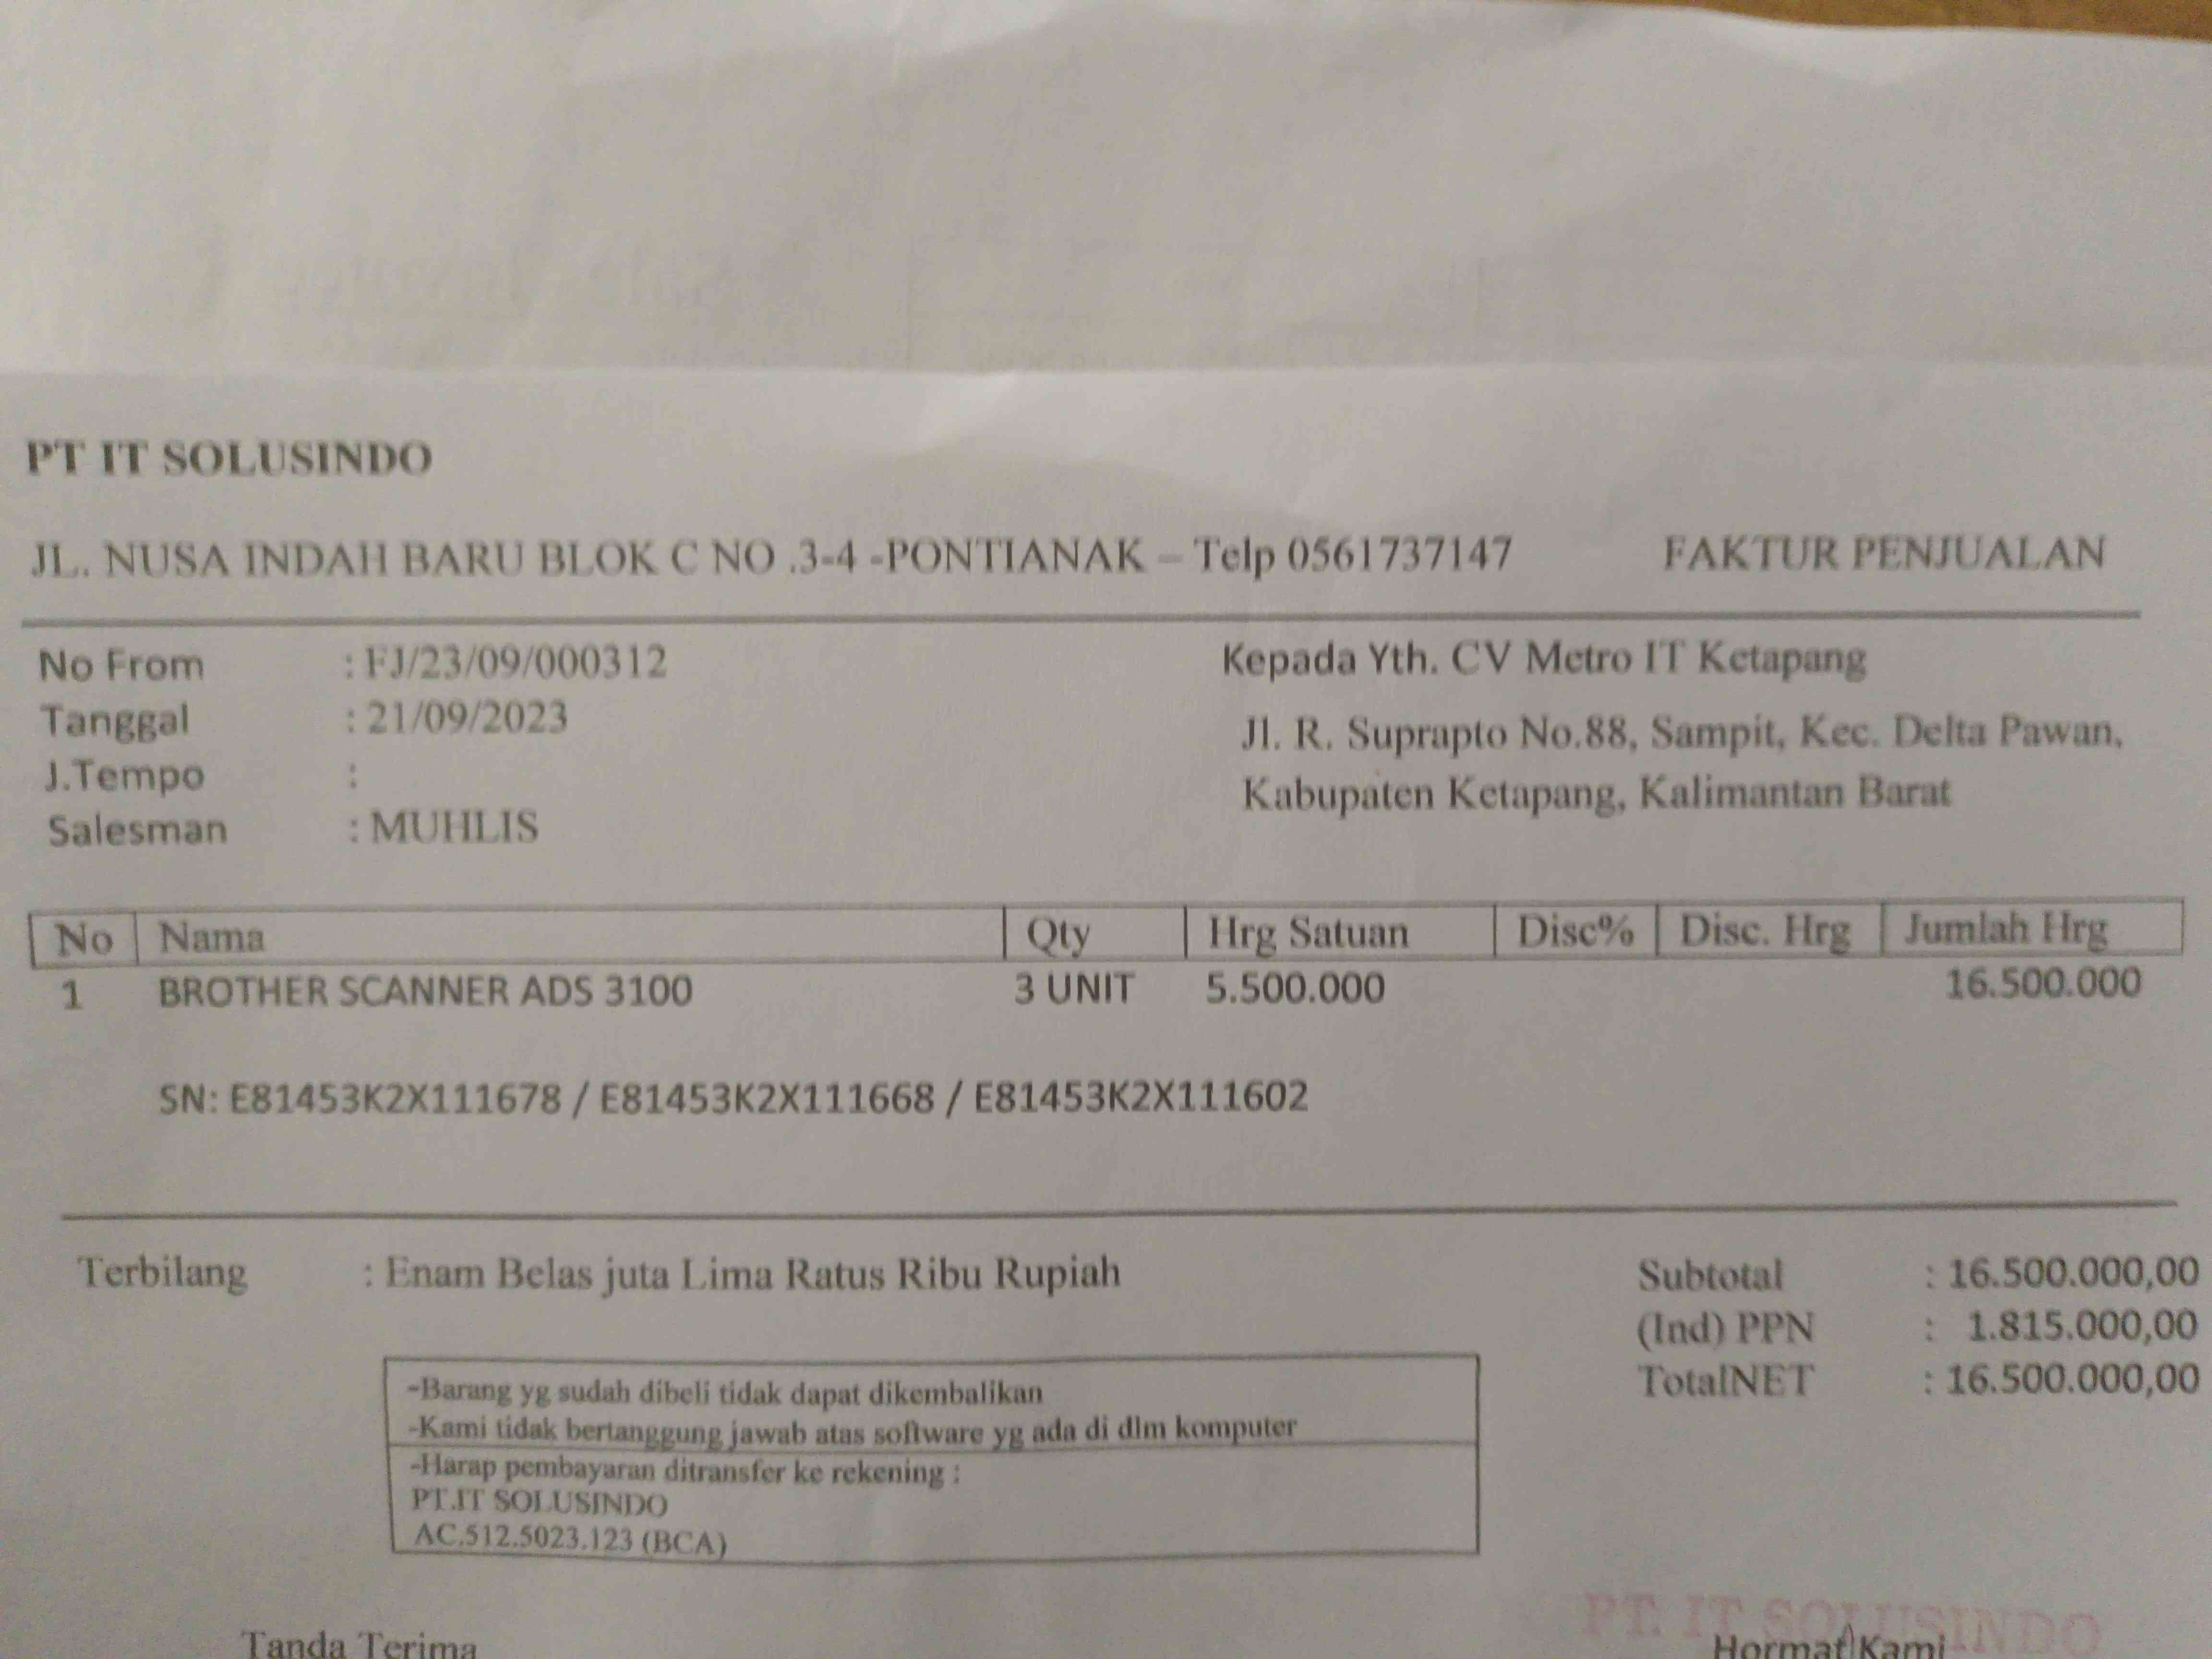 PT IT SOLUSINDO
JL. NUSA INDAH BARU BLOK C NO .3-4 -PONTIANAK – Telp 0561737147 FAKTUR PENJUALAN
No From : FJ/23/09/000312 Kepada Yth. CV Metro IT Ketapang
Tanggal : 21/09/2023 Jl. R. Suprapto No.88, Sampit, Kec. Delta Pawan,
J.Tempo : Kabupaten Ketapang, Kalimantan Barat
Salesman : MUHLIS
No Nama Qty Hrg Satuan Disc% Disc. Hrg Jumlah Hrg
1 BROTHER SCANNER ADS 3100 3 UNIT 5.500.000 16.500.000
SN: E81453K2X111678 / E81453K2X111668 / E81453K2X111602
Terbilang : Enam Belas juta Lima Ratus Ribu Rupiah Subtotal : 16.500.000,00
(Ind) PPN : 1.815.000,00
TotalNET : 16.500.000,00
-Barang yg sudah dibeli tidak dapat dikembalikan
-Kami tidak bertanggung jawab atas software yg ada di dlm komputer
-Harap pembayaran ditransfer ke rekening :
PT.IT SOLUSINDO
AC.512.5023.123 (BCA)
PT. IT SOLUSINDO
Tanda Terima Hormat Kami